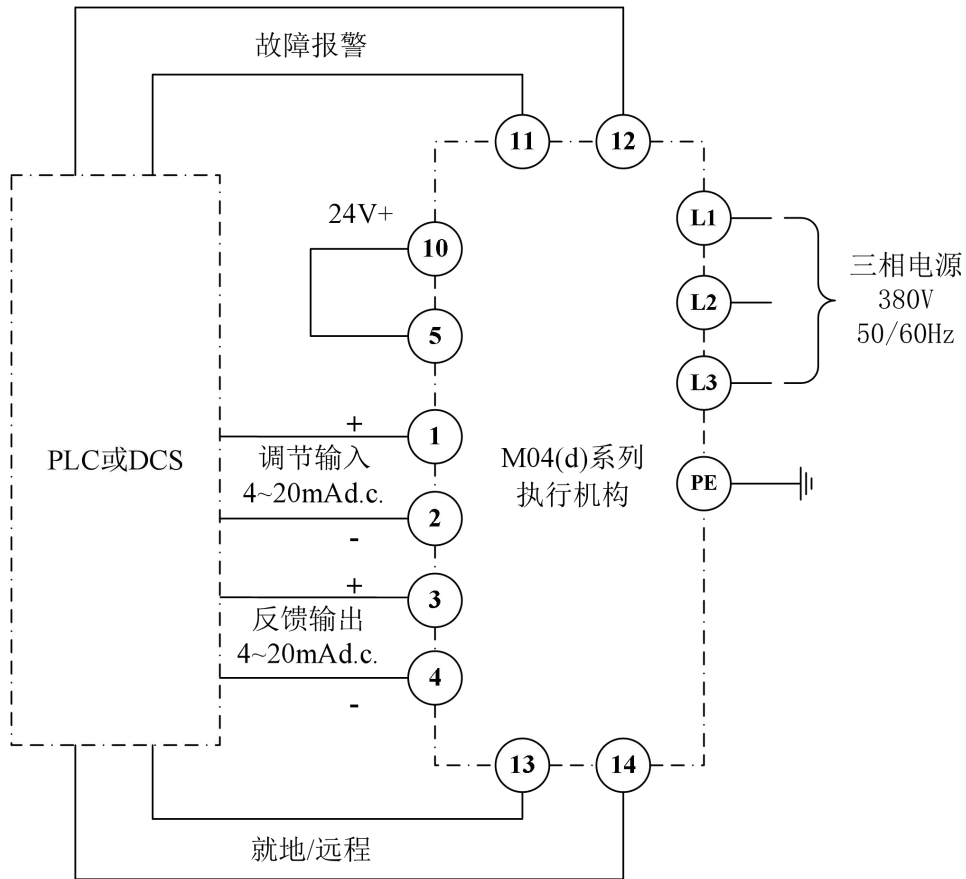 故障报警
11
12
24V+
10
5
L1
L2
L3
三相电源
380V
50/60Hz
PLC或DCS
+
调节输入
4~20mAd.c.
-
1
2
M04(d)系列
执行机构
PE
+
反馈输出
4~20mAd.c.
-
3
4
13
14
就地/远程